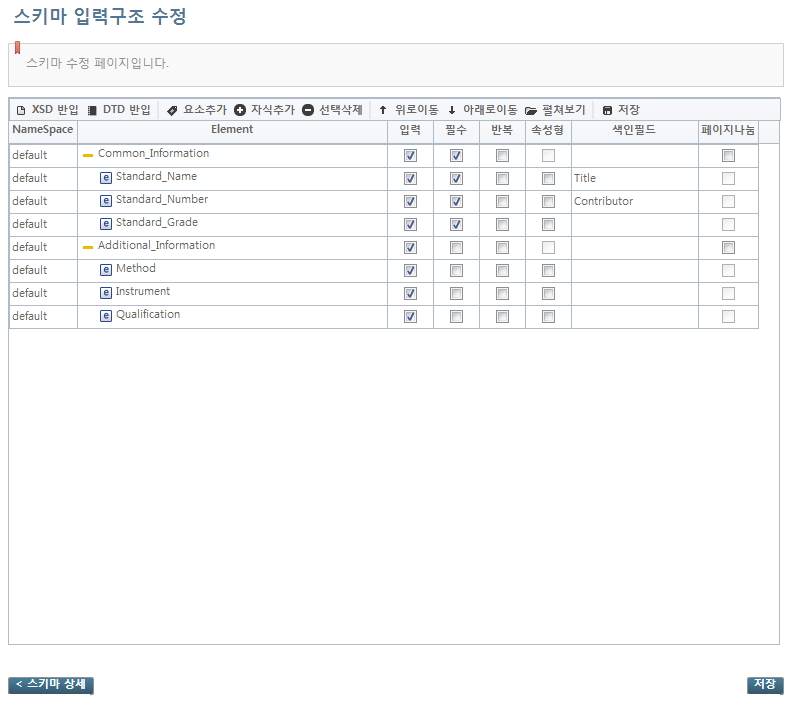 스키마 입력구조 수정
스키마 수정 페이지입니다.
XSD 반입 DTD 반입 요소추가 자식추가 선택삭제 위로이동 아래로이동 펼쳐보기 저장
NameSpace Element 입력 필수 반복 속성형 색인필드 페이지나눔
default Common_Information
default e Standard_Name Title
default e Standard_Number Contributor
default e Standard_Grade
default Additional_Information
default e Method
default e Instrument
default e Qualification
< 스키마 상세 저장